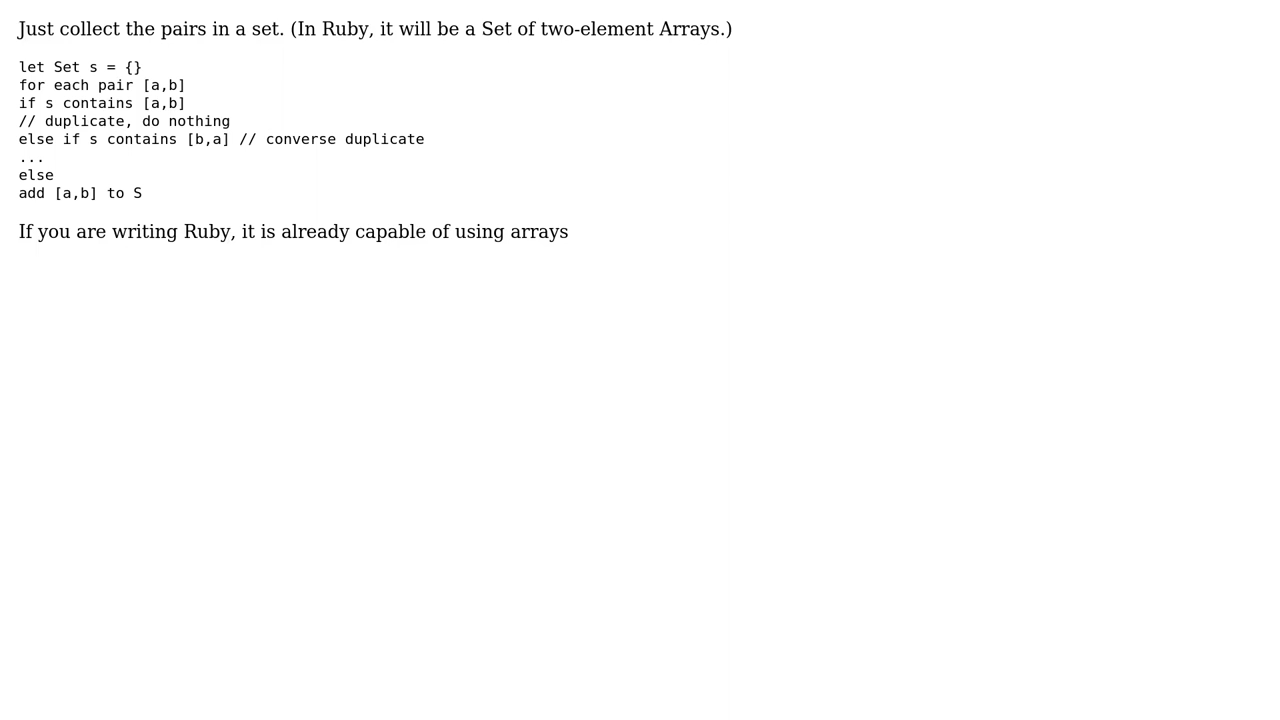 Just collect the pairs in a set. (In Ruby, it will be a Set of two-element Arrays.)
let Set s = {}
for each pair [a,b]
if s contains [a,b]
// duplicate, do nothing
else if s contains [b,a] // converse duplicate
...
else
add [a,b] to S
If you are writing Ruby, it is already capable of using arrays